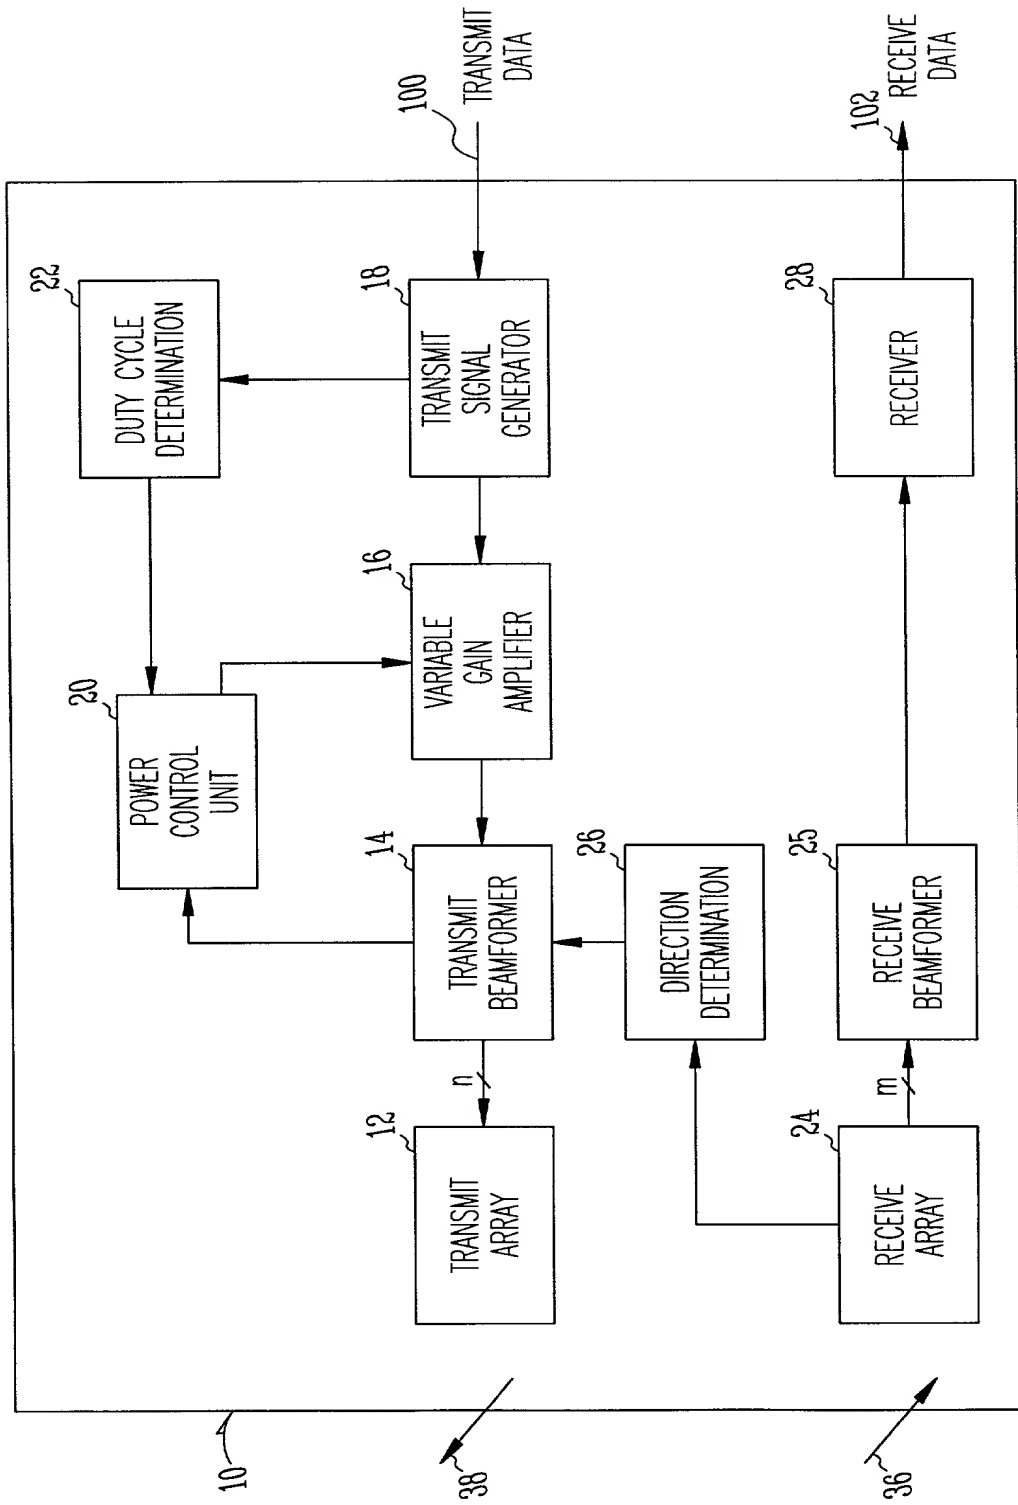 10
20
POWER
CONTROL
UNIT
22
DUTY CYCLE
DETERMINATION
38
12
TRANSMIT
ARRAY
n
14
TRANSMIT
BEAMFORMER
16
VARIABLE
GAIN
AMPLIFIER
18
TRANSMIT
SIGNAL
GENERATOR
100
TRANSMIT
DATA
26
DIRECTION
DETERMINATION
36
24
RECEIVE
ARRAY
m
25
RECEIVE
BEAMFORMER
28
RECEIVER
102
RECEIVE
DATA